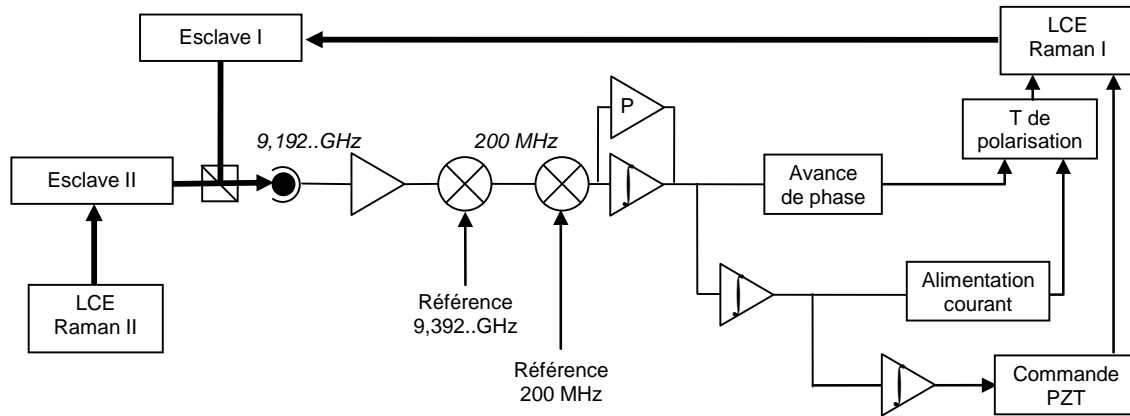 Esclave I
LCE
Raman I
9,192..GHz
200 MHz
P
T de
polarisation
Esclave II
Avance
de phase
LCE
Raman II
Référence
9,392..GHz
Référence
200 MHz
Alimentation
courant
Commande
PZT